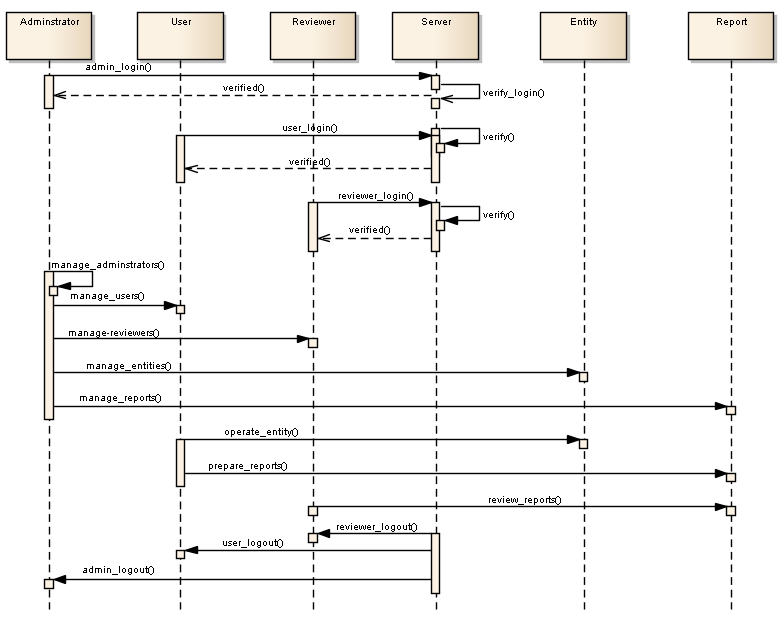 Adminstrator
User
Reviewer
Server
Entity
Report
admin_login()
verified()
verify_login()
user_login()
verify()
verified()
reviewer_login()
verify()
verified()
manage_adminstrators()
manage_users()
manage-reviewers()
manage_entities()
manage_reports()
operate_entity()
prepare_reports()
review_reports()
reviewer_logout()
user_logout()
admin_logout()